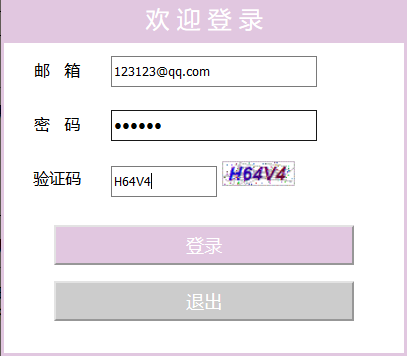 欢迎登录
邮 箱 123123@qq.com
密 码 ●●●●●●
验证码 H64V4 H64V4
登录
退出